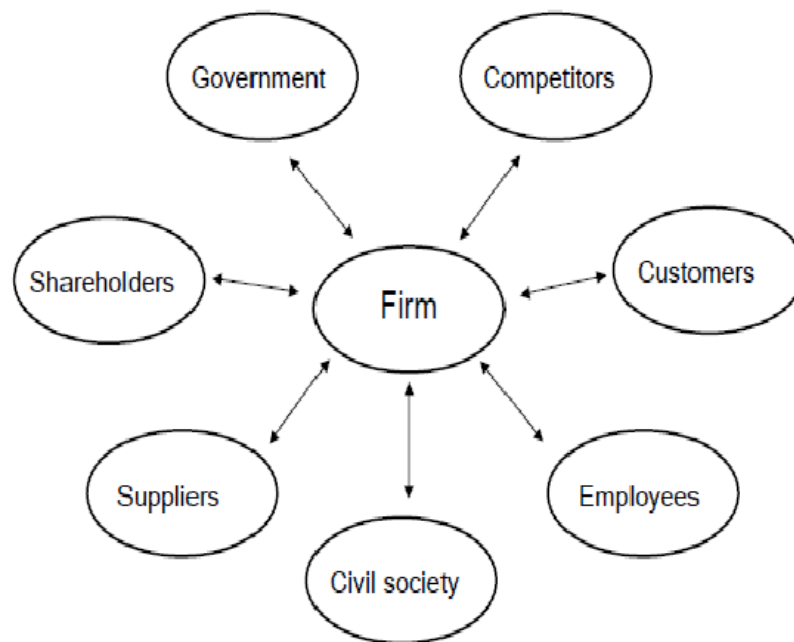 Government
Competitors
Shareholders
Firm
Customers
Suppliers
Employees
Civil society